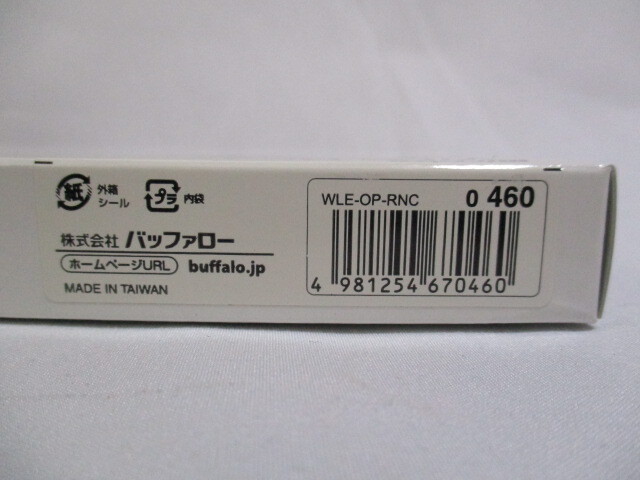 紙 外箱
シール
プラ 内袋
株式会社 バッファロー
ホームページURL buffalo.jp
MADE IN TAIWAN
WLE-OP-RNC 0 460
4 981254 670460